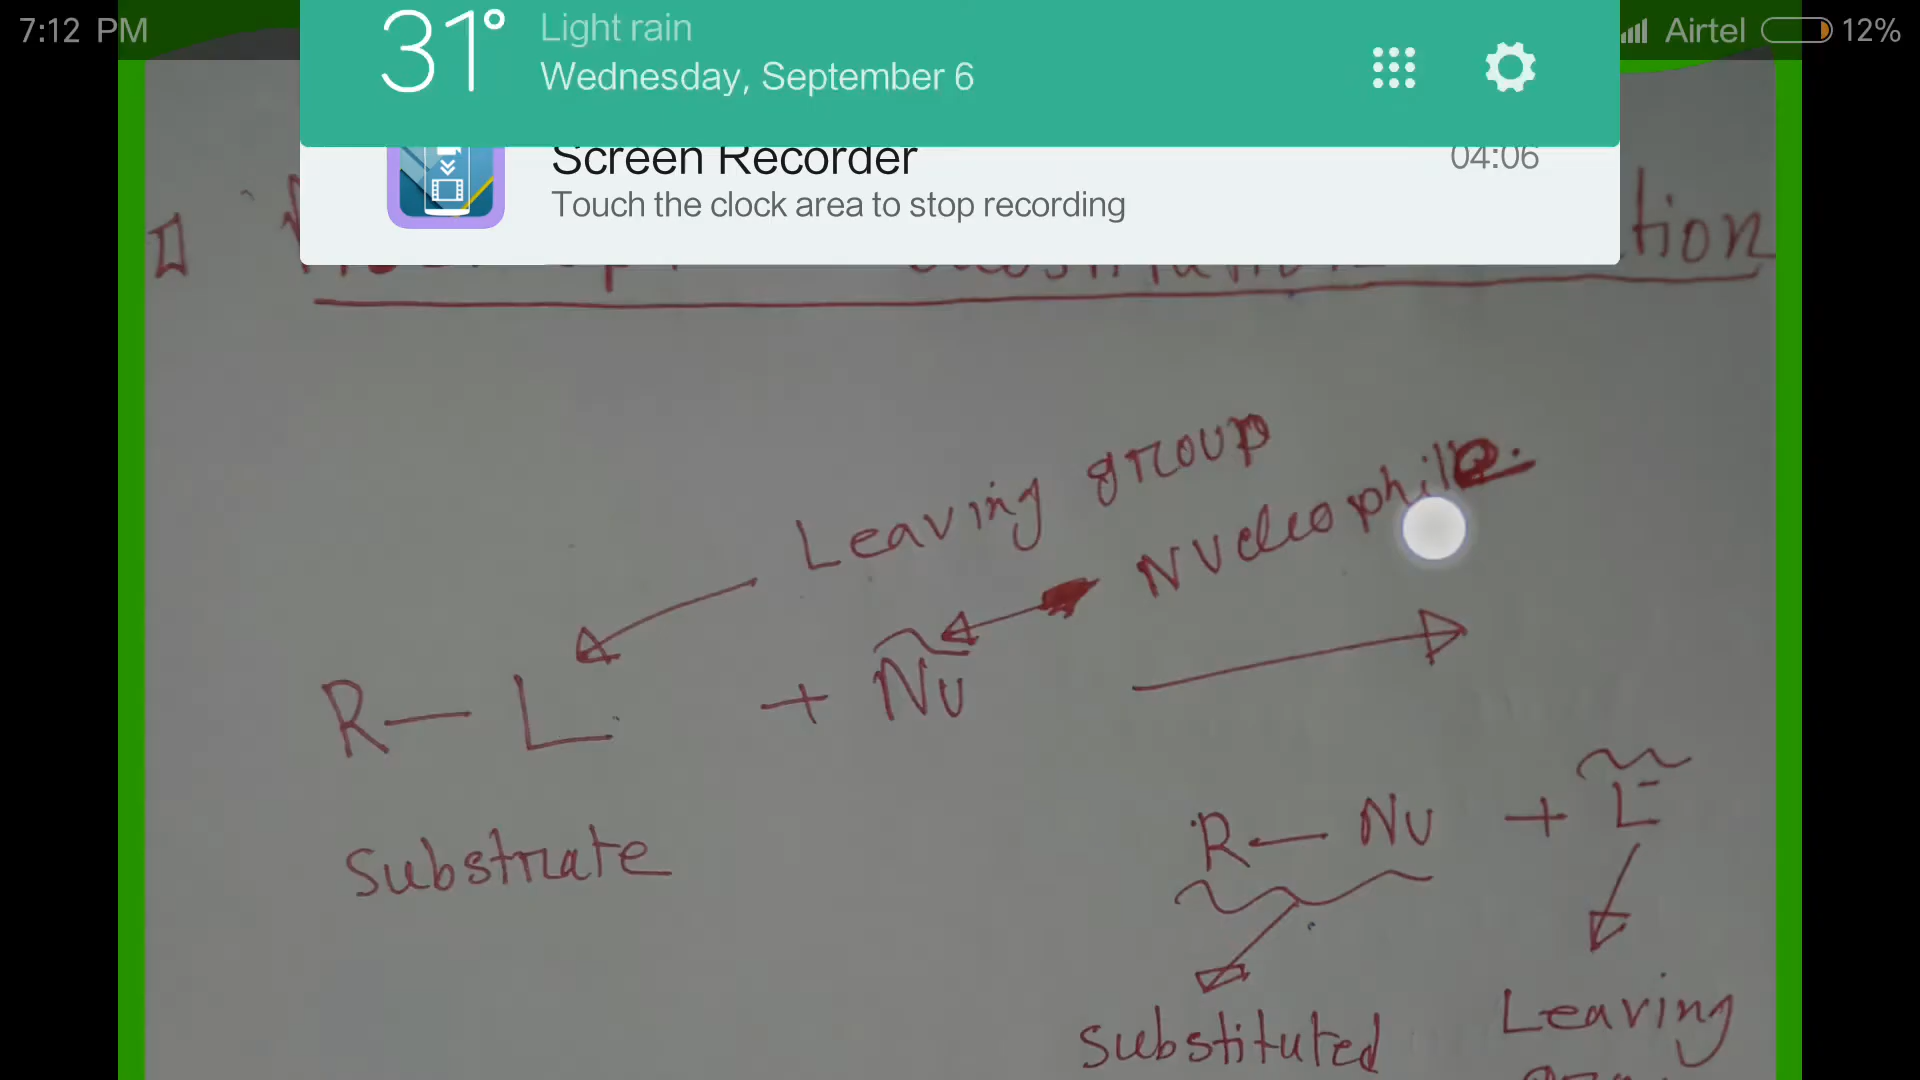 7:12 PM
31°
Light rain
Wednesday, September 6
Airtel
12%
Screen Recorder
04:06
Touch the clock area to stop recording
tion
Leaving group
Nucleophile
R — L + Nu
R — Nu + L
Substrate
substituted
Leaving